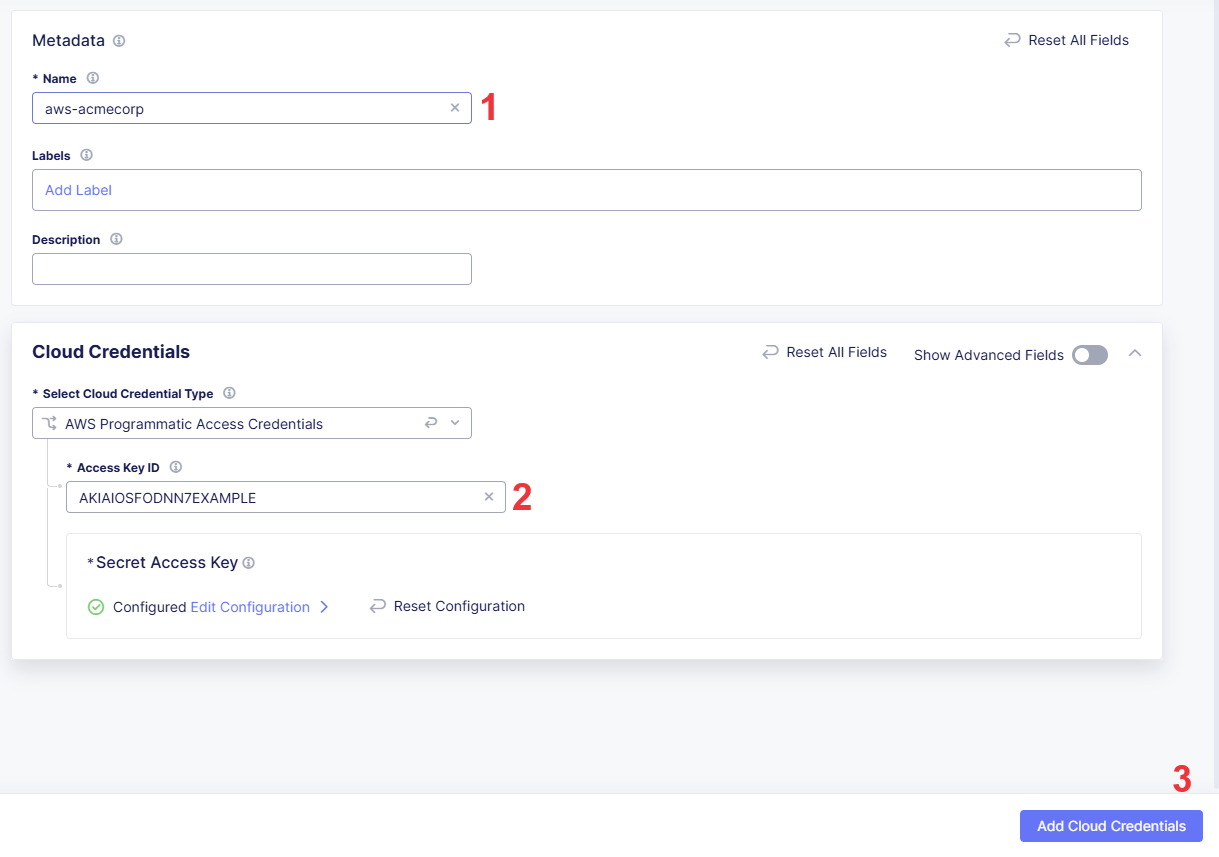 Metadata
Reset All Fields
* Name
aws-acmecorp
1
Labels
Add Label
Description
Cloud Credentials
Reset All Fields
Show Advanced Fields
* Select Cloud Credential Type
AWS Programmatic Access Credentials
* Access Key ID
AKIAIOSFODNN7EXAMPLE
2
*Secret Access Key
Configured Edit Configuration
Reset Configuration
3
Add Cloud Credentials